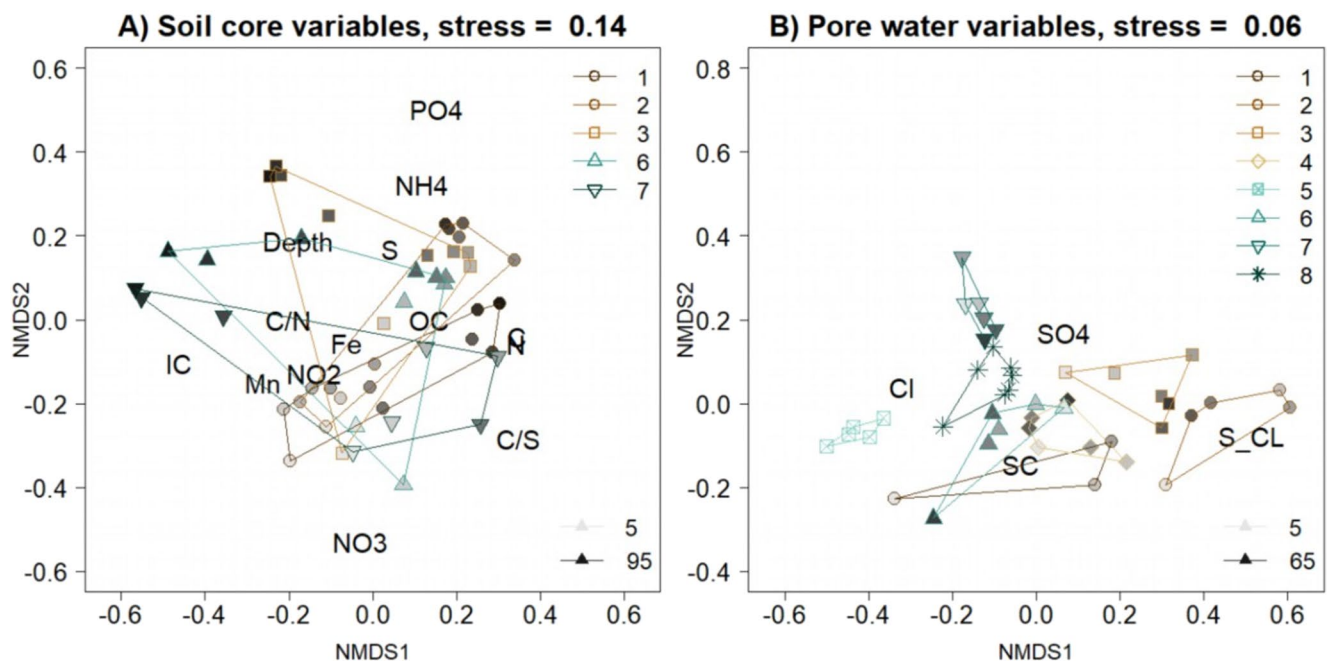 A) Soil core variables, stress = 0.14
0.6
0.4
0.2
0.0
-0.2
-0.4
-0.6
NMDS2
-0.6
-0.4
-0.2
0.0
0.2
0.4
0.6
NMDS1
1
2
3
6
7
PO4
NH4
Depth
S
C/N
OC
Fe
C
N
IC
Mn
NO2
C/S
NO3
5
95
B) Pore water variables, stress = 0.06
0.8
0.6
0.4
0.2
0.0
-0.2
-0.4
NMDS2
-0.6
-0.4
-0.2
0.0
0.2
0.4
0.6
NMDS1
1
2
3
4
5
6
7
8
SO4
Cl
S_CL
SC
5
65